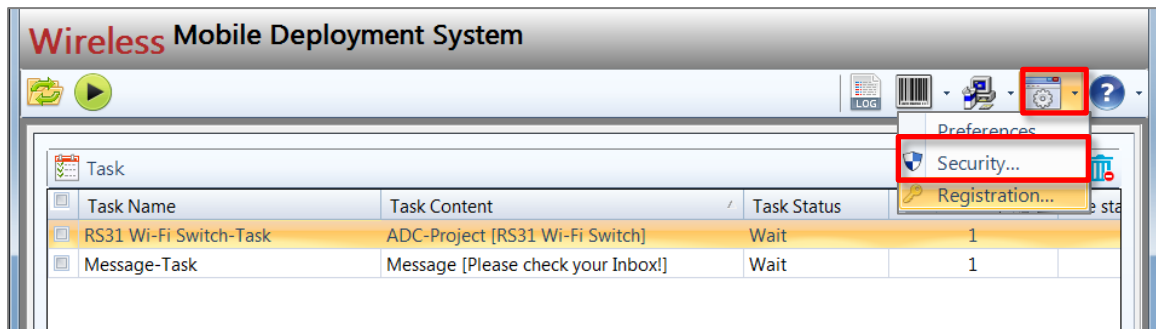 Wireless Mobile Deployment System
LOG
Preferences
Security...
Registration...
Task
Task Name Task Content Task Status
RS31 Wi-Fi Switch-Task ADC-Project [RS31 Wi-Fi Switch] Wait 1
Message-Task Message [Please check your Inbox!] Wait 1